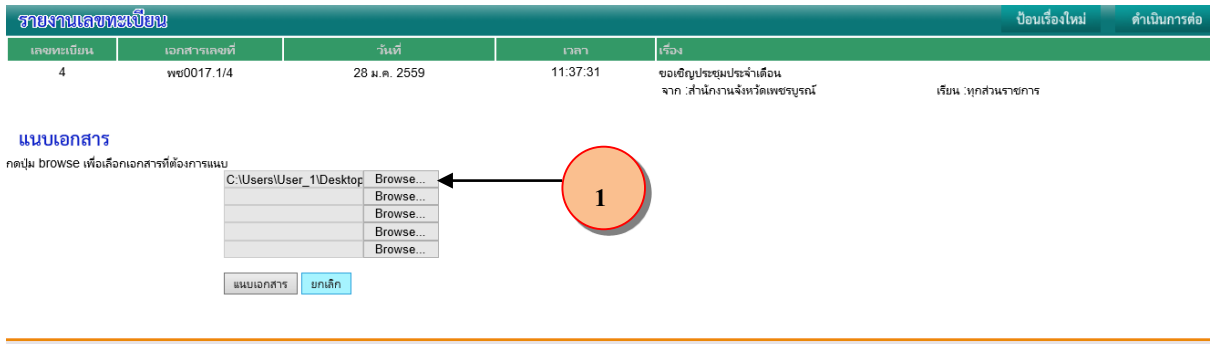 รายงานเลขทะเบียน ป้อนเรื่องใหม่ ดำเนินการต่อ
เลขทะเบียน เอกสารเลขที่ วันที่ เวลา เรื่อง
4 พช0017.1/4 28 ม.ค. 2559 11:37:31 ขอเชิญประชุมประจำเดือน
จาก :สำนักงานจังหวัดเพชรบูรณ์ เรียน :ทุกส่วนราชการ
แนบเอกสาร
กดปุ่ม browse เพื่อเลือกเอกสารที่ต้องการแนบ
C:\Users\User_1\Desktop Browse...
Browse...
Browse...
Browse...
Browse...
1
แนบเอกสาร ยกเลิก